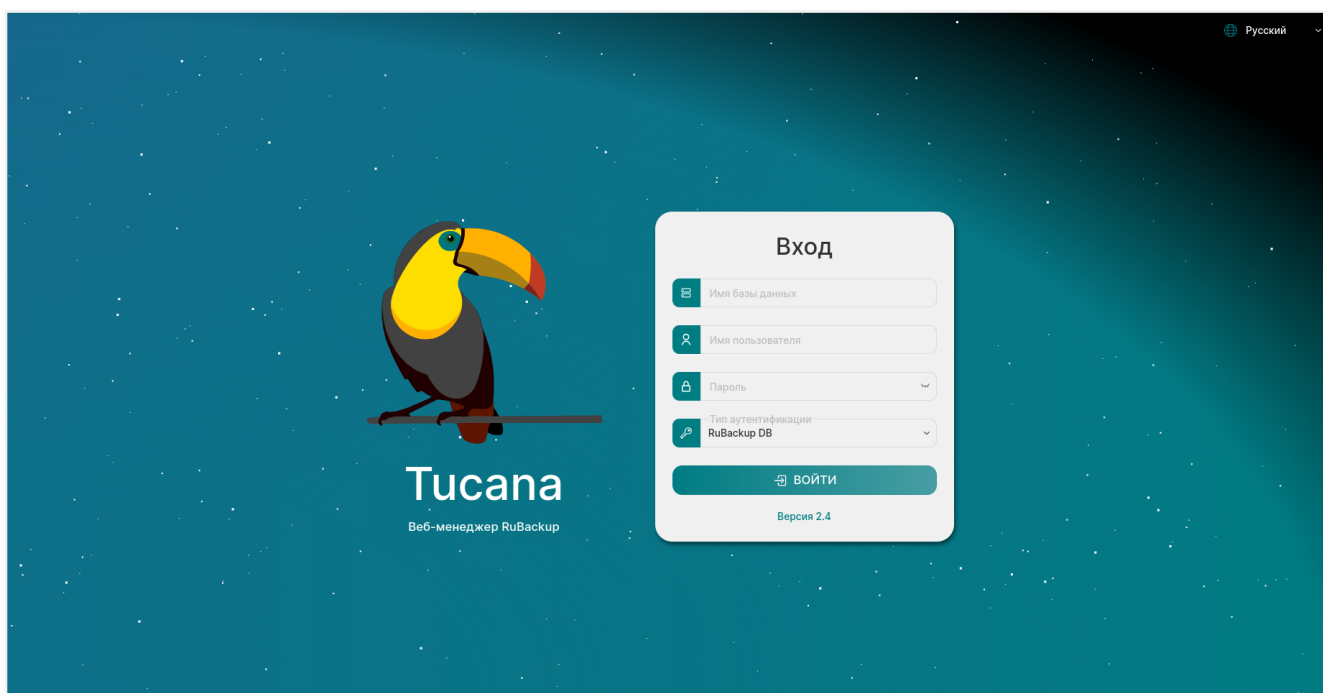 Русский
Вход
Имя базы данных
Имя пользователя
Пароль
Тип аутентификации
RuBackup DB
ВОЙТИ
Версия 2.4
Tucana
Веб-менеджер RuBackup